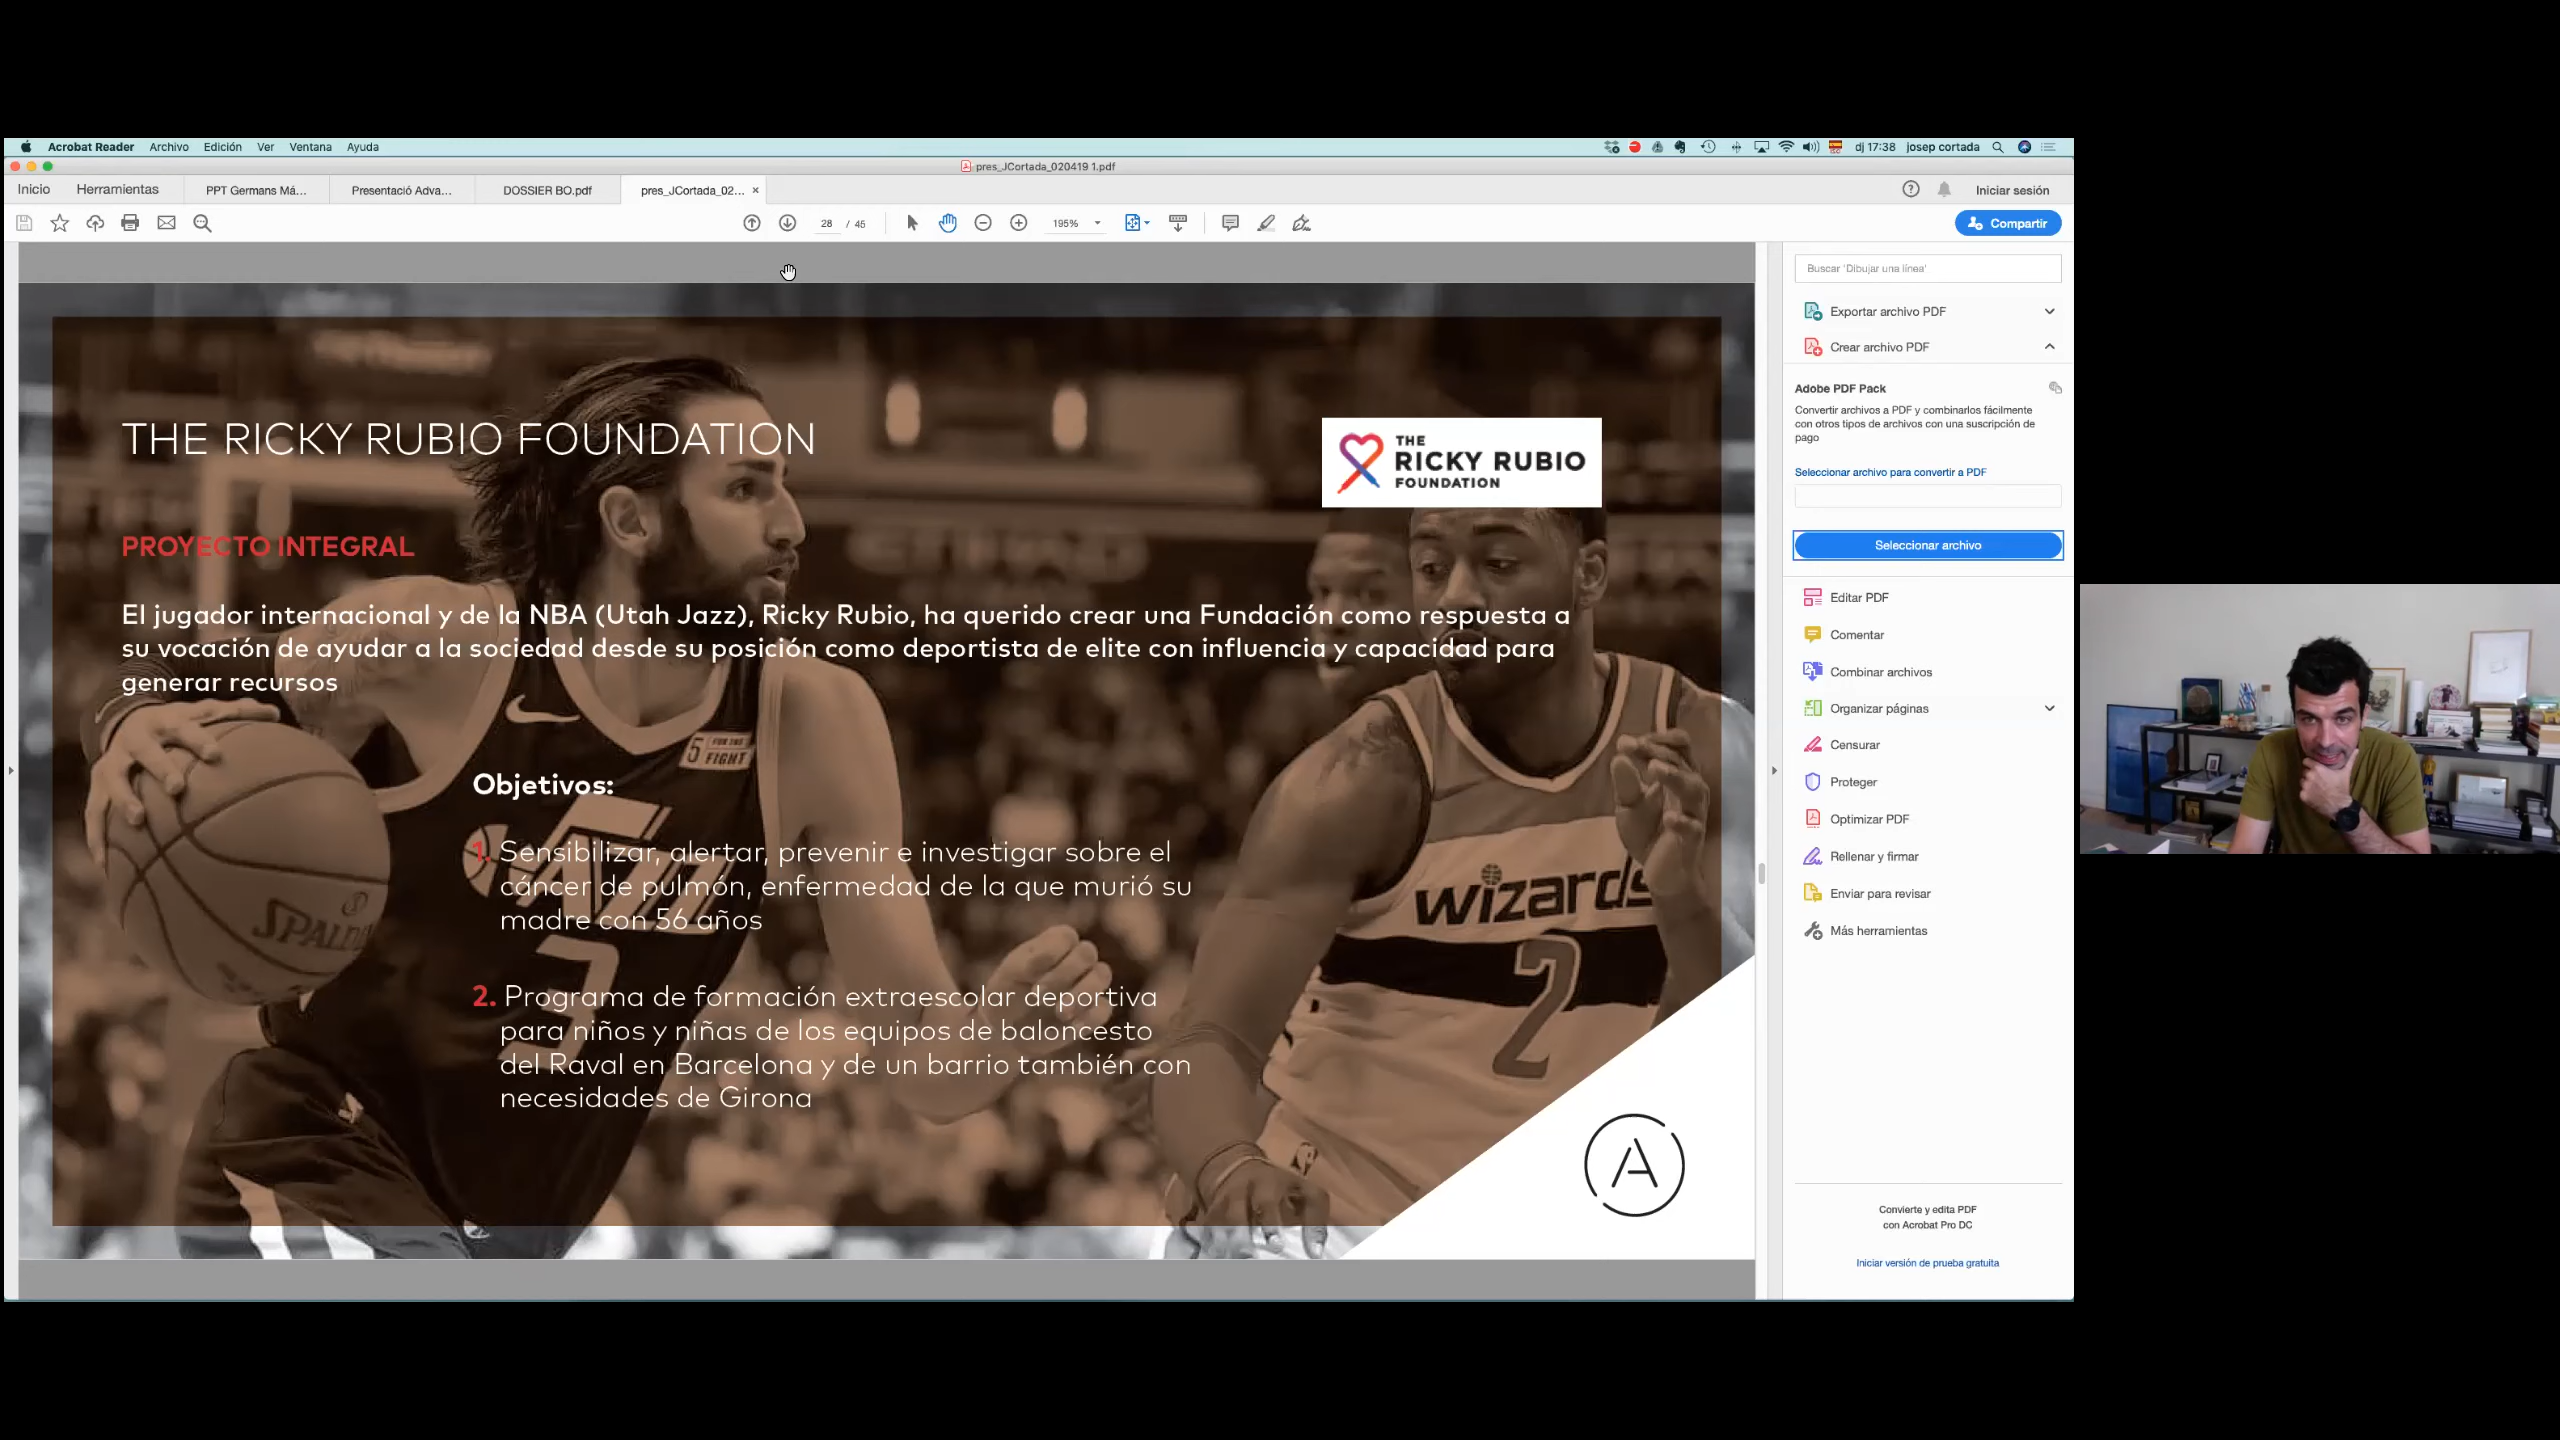 Acrobat Reader Archivo Edición Ver Ventana Ayuda
dj 17:38 josep cortada
pres_JCortada_020419 1.pdf
Inicio Herramientas PPT Germans Má... Presentació Adva... DOSSIER BO.pdf pres_JCortada_02... ×
Iniciar sesión
28 / 45 195%
Compartir
THE RICKY RUBIO FOUNDATION
THE
RICKY RUBIO
FOUNDATION
PROYECTO INTEGRAL
El jugador internacional y de la NBA (Utah Jazz), Ricky Rubio, ha querido crear una Fundación como respuesta a
su vocación de ayudar a la sociedad desde su posición como deportista de elite con influencia y capacidad para
generar recursos
5 FOR THE
FIGHT
Objetivos:
1. Sensibilizar, alertar, prevenir e investigar sobre el
cáncer de pulmón, enfermedad de la que murió su
madre con 56 años
2. Programa de formación extraescolar deportiva
para niños y niñas de los equipos de baloncesto
del Raval en Barcelona y de un barrio también con
necesidades de Girona
wizards
2
A
Buscar 'Dibujar una línea'
Exportar archivo PDF
Crear archivo PDF
Adobe PDF Pack
Convertir archivos a PDF y combinarlos fácilmente
con otros tipos de archivos con una suscripción de
pago
Seleccionar archivo para convertir a PDF
Seleccionar archivo
Editar PDF
Comentar
Combinar archivos
Organizar páginas
Censurar
Proteger
Optimizar PDF
Rellenar y firmar
Enviar para revisar
Más herramientas
Convierte y edita PDF
con Acrobat Pro DC
Iniciar versión de prueba gratuita